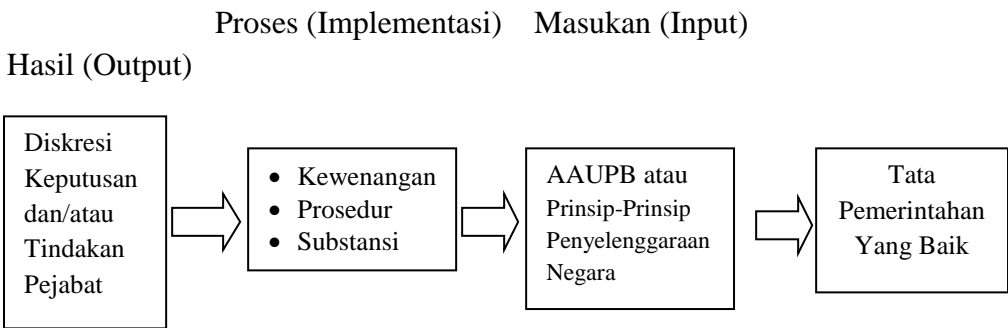 Proses (Implementasi) Masukan (Input)
Hasil (Output)
Diskresi
Keputusan
dan/atau
Tindakan
Pejabat
• Kewenangan
• Prosedur
• Substansi
AAUPB atau
Prinsip-Prinsip
Penyelenggaraan
Negara
Tata
Pemerintahan
Yang Baik